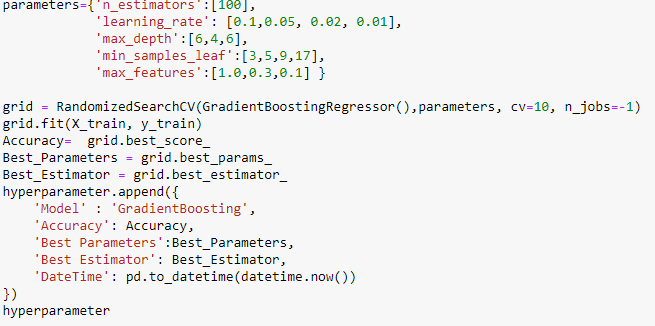 parameters={'n_estimators':[100],
'learning_rate': [0.1,0.05, 0.02, 0.01],
'max_depth':[6,4,6],
'min_samples_leaf':[3,5,9,17],
'max_features':[1.0,0.3,0.1] }
grid = RandomizedSearchCV(GradientBoostingRegressor(),parameters, cv=10, n_jobs=-1)
grid.fit(X_train, y_train)
Accuracy=  grid.best_score_
Best_Parameters = grid.best_params_
Best_Estimator = grid.best_estimator_
hyperparameter.append({
'Model' : 'GradientBoosting',
'Accuracy': Accuracy,
'Best Parameters':Best_Parameters,
'Best Estimator': Best_Estimator,
'DateTime': pd.to_datetime(datetime.now())
})
hyperparameter